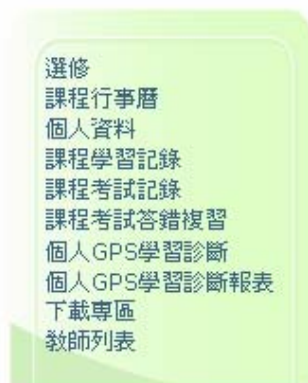 選修
課程行事曆
個人資料
課程學習記錄
課程考試記錄
課程考試答錯複習
個人GPS學習診斷
個人GPS學習診斷報表
下載專區
教師列表